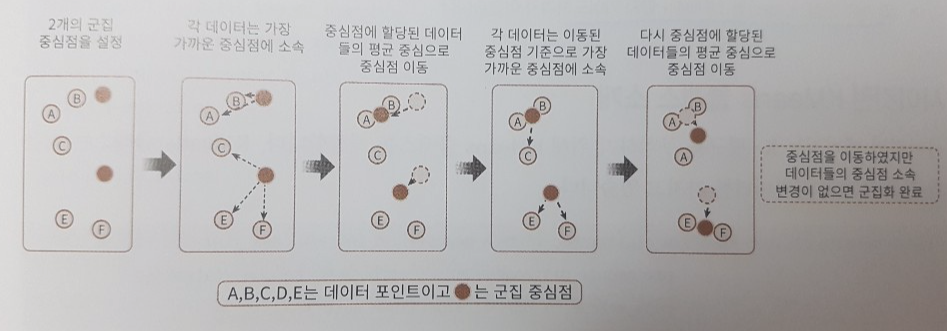 2개의 군집
중심점을 설정
각 데이터는 가장
가까운 중심점에 소속
중심점에 할당된 데이터
들의 평균 중심으로
중심점 이동
각 데이터는 이동된
중심점 기준으로 가장
가까운 중심점에 소속
다시 중심점에 할당된
데이터들의 평균 중심으로
중심점 이동
B
A
C
E
F
B
A
C
E
F
B
A
C
E
F
B
A
C
E
F
B
A
A
E
F
중심점을 이동하였지만
데이터들의 중심점 소속
변경이 없으면 군집화 완료
A,B,C,D,E는 데이터 포인트이고 는 군집 중심점